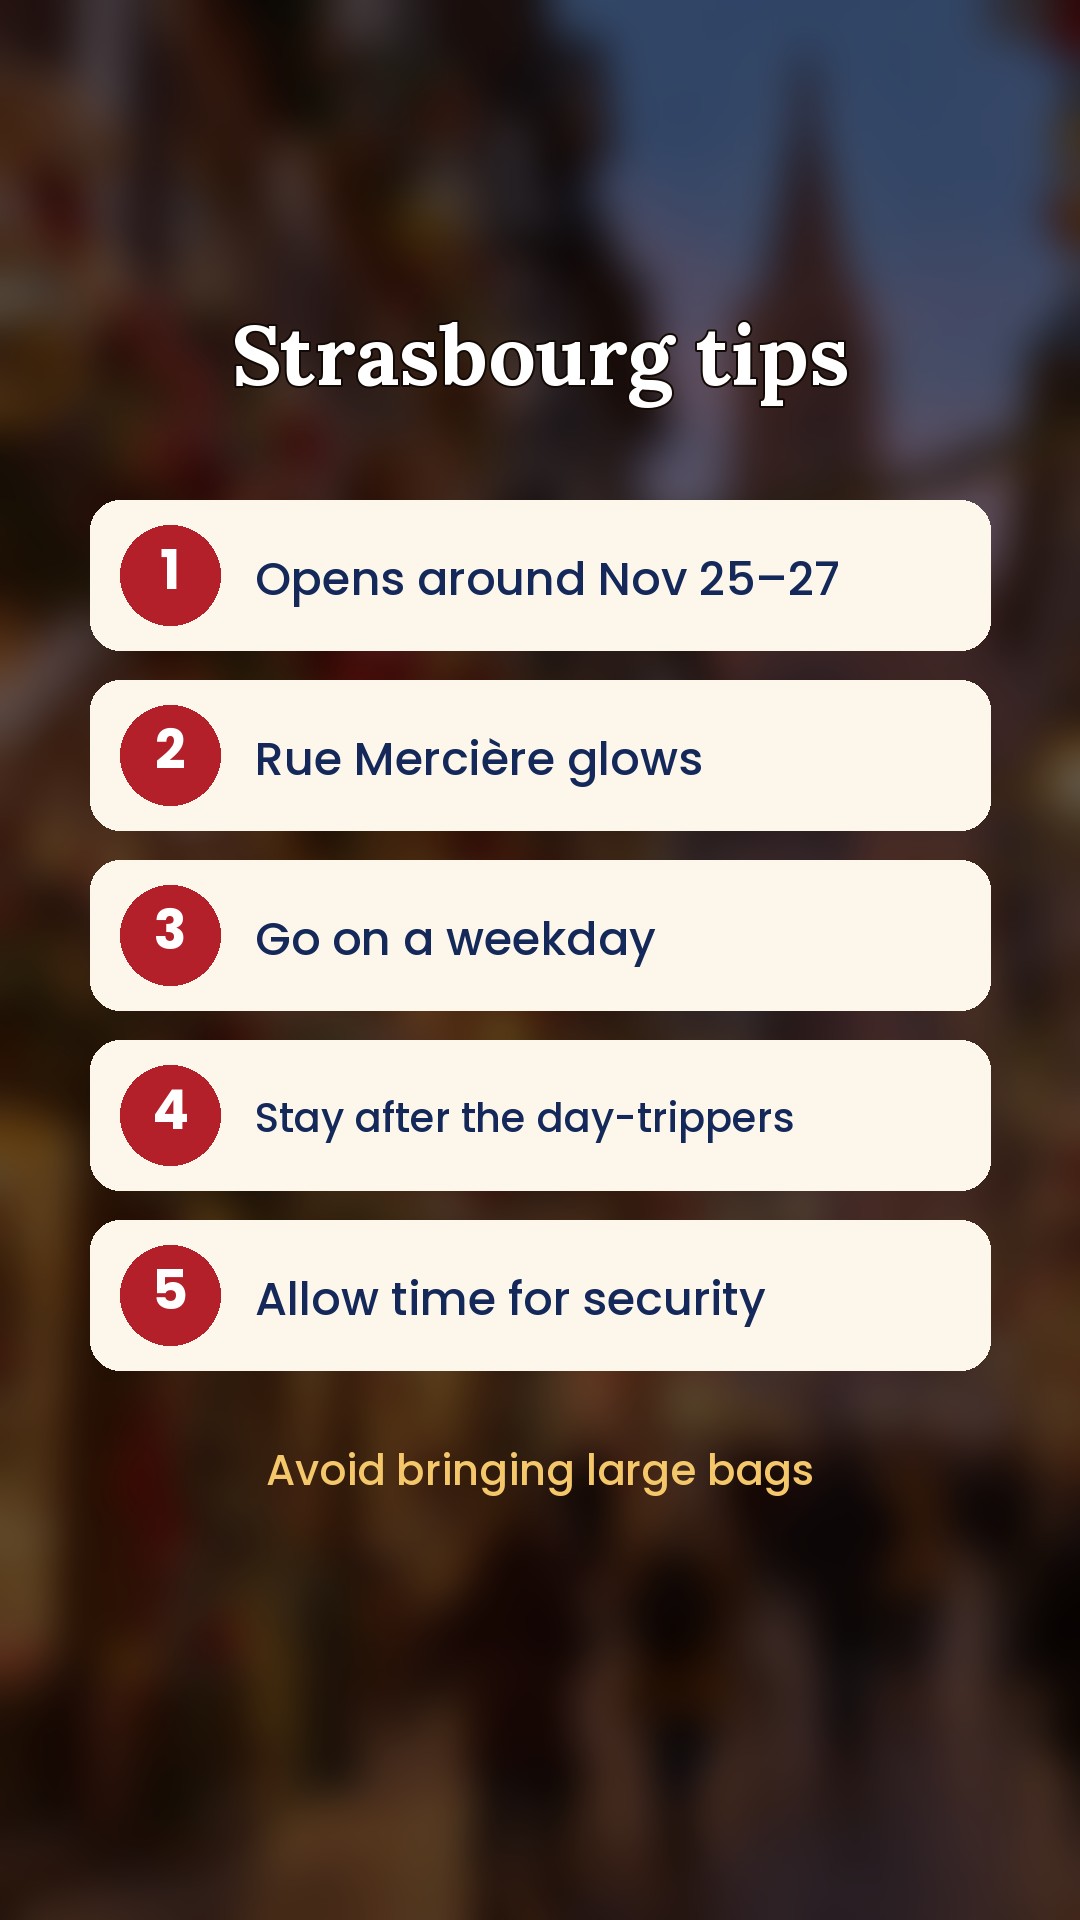 Strasbourg tips
1 Opens around Nov 25–27
2 Rue Mercière glows
3 Go on a weekday
4 Stay after the day-trippers
5 Allow time for security
Avoid bringing large bags